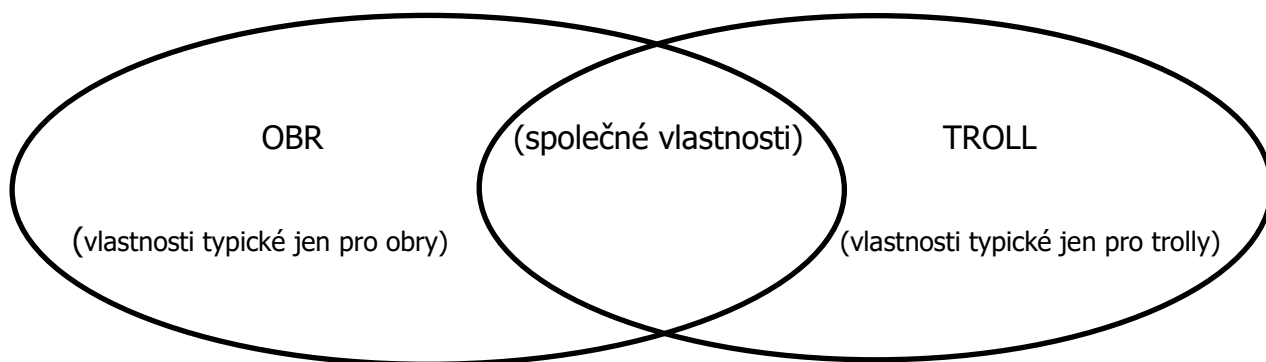 OBR (společné vlastnosti) TROLL
(vlastnosti typické jen pro obry) (vlastnosti typické jen pro trolly)